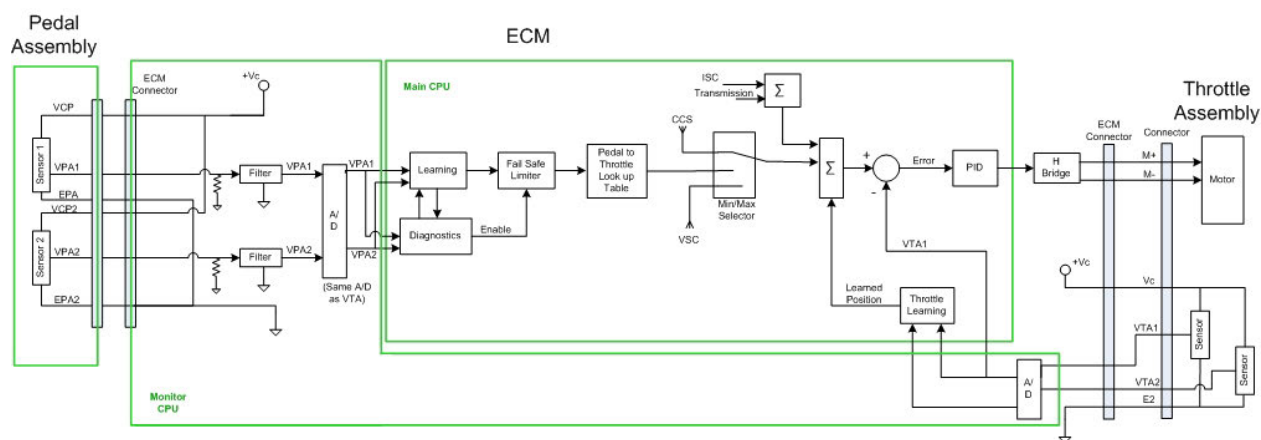 Pedal
Assembly
ECM
Throttle
Assembly
ECM
Connector
+Vc
Main CPU
ISC
Transmission
Σ
ECM
Connector
Connector
VCP
Sensor 1
VPA1
EPA
VCP2
Sensor 2
VPA2
EPA2
Filter
VPA1
Filter
VPA2
A/
D
(Same A/D
as VTA)
VPA1
VPA2
Learning
Diagnostics
Enable
Fail Safe
Limiter
Pedal to
Throttle
Look up
Table
CCS
VSC
Min/Max
Selector
Σ
+
-
Error
PID
H
Bridge
M+
M-
Motor
VTA1
Learned
Position
Throttle
Learning
+Vc
Vc
VTA1
Sensor
VTA2
Sensor
E2
A/
D
Monitor
CPU